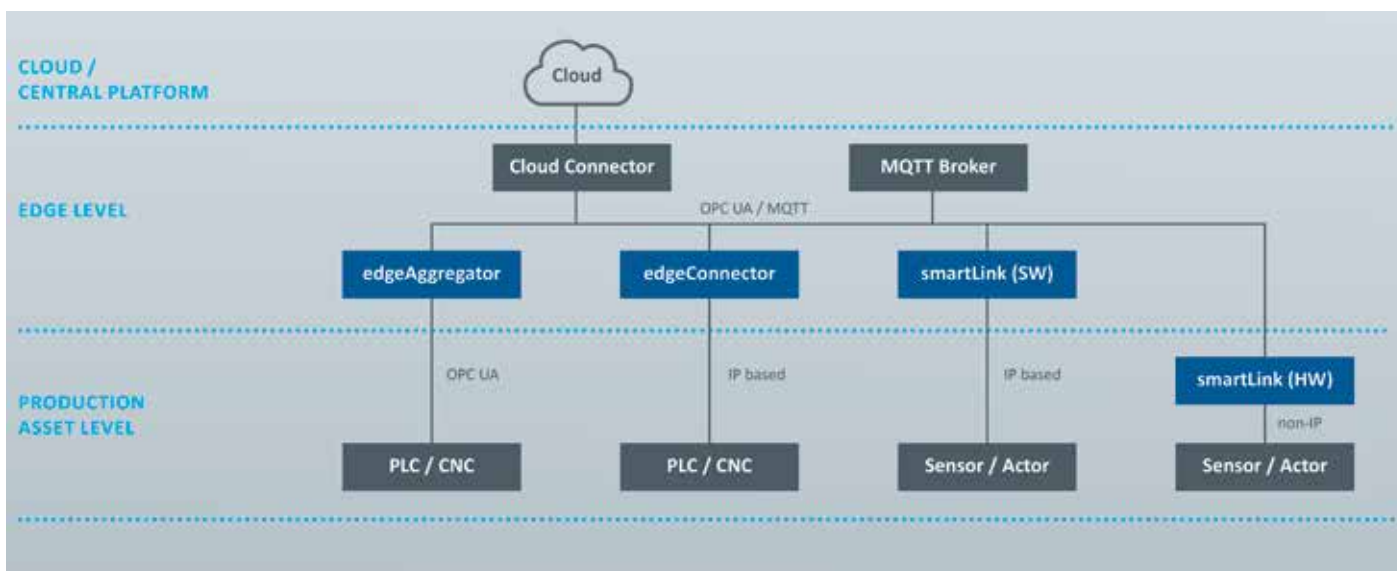 CLOUD /
CENTRAL PLATFORM
Cloud
Cloud Connector
MQTT Broker
EDGE LEVEL
OPC UA / MQTT
edgeAggregator
edgeConnector
smartLink (SW)
OPC UA
IP based
IP based
smartLink (HW)
PRODUCTION
ASSET LEVEL
non-IP
PLC / CNC
PLC / CNC
Sensor / Actor
Sensor / Actor